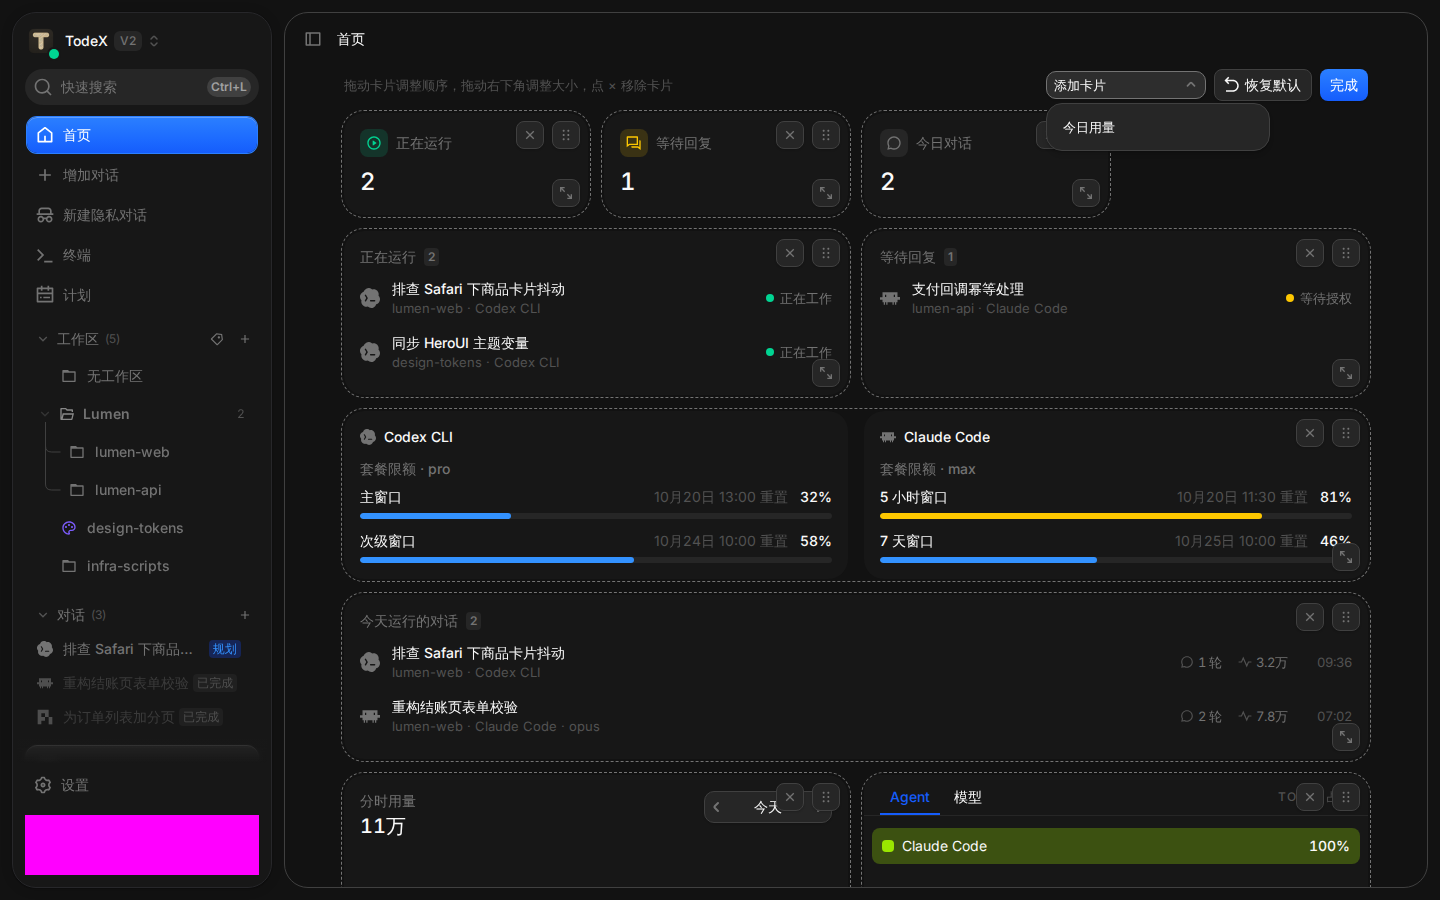 TodeX V2
快速搜索 Ctrl+L
首页
增加对话
新建隐私对话
终端
计划
工作区 (5)
无工作区
Lumen 2
lumen-web
lumen-api
design-tokens
infra-scripts
对话 (3)
排查 Safari 下商品... 规划
重构结账页表单校验 已完成
为订单列表加分页 已完成
设置
首页
拖动卡片调整顺序，拖动右下角调整大小，点 × 移除卡片
添加卡片
恢复默认
完成
今日用量
正在运行
2
等待回复
1
今日对话
2
正在运行 2
排查 Safari 下商品卡片抖动
lumen-web · Codex CLI
正在工作
同步 HeroUI 主题变量
design-tokens · Codex CLI
正在工作
等待回复 1
支付回调幂等处理
lumen-api · Claude Code
等待授权
Codex CLI
套餐限额 · pro
主窗口 10月20日 13:00 重置 32%
次级窗口 10月24日 10:00 重置 58%
Claude Code
套餐限额 · max
5 小时窗口 10月20日 11:30 重置 81%
7 天窗口 10月25日 10:00 重置 46%
今天运行的对话 2
排查 Safari 下商品卡片抖动
lumen-web · Codex CLI
1 轮 3.2万 09:36
重构结账页表单校验
lumen-web · Claude Code · opus
2 轮 7.8万 07:02
分时用量
11万
今天
Agent 模型
Claude Code 100%